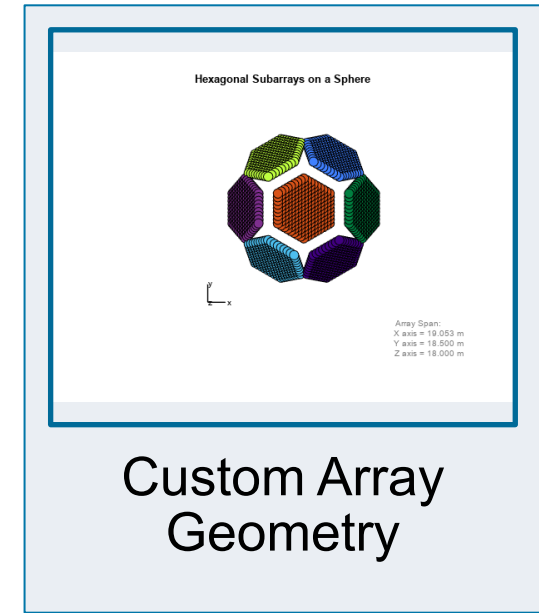 Hexagonal Subarrays on a Sphere
y
z x
Array Span:
X axis = 19.053 m
Y axis = 18.500 m
Z axis = 18.000 m
Custom Array
Geometry